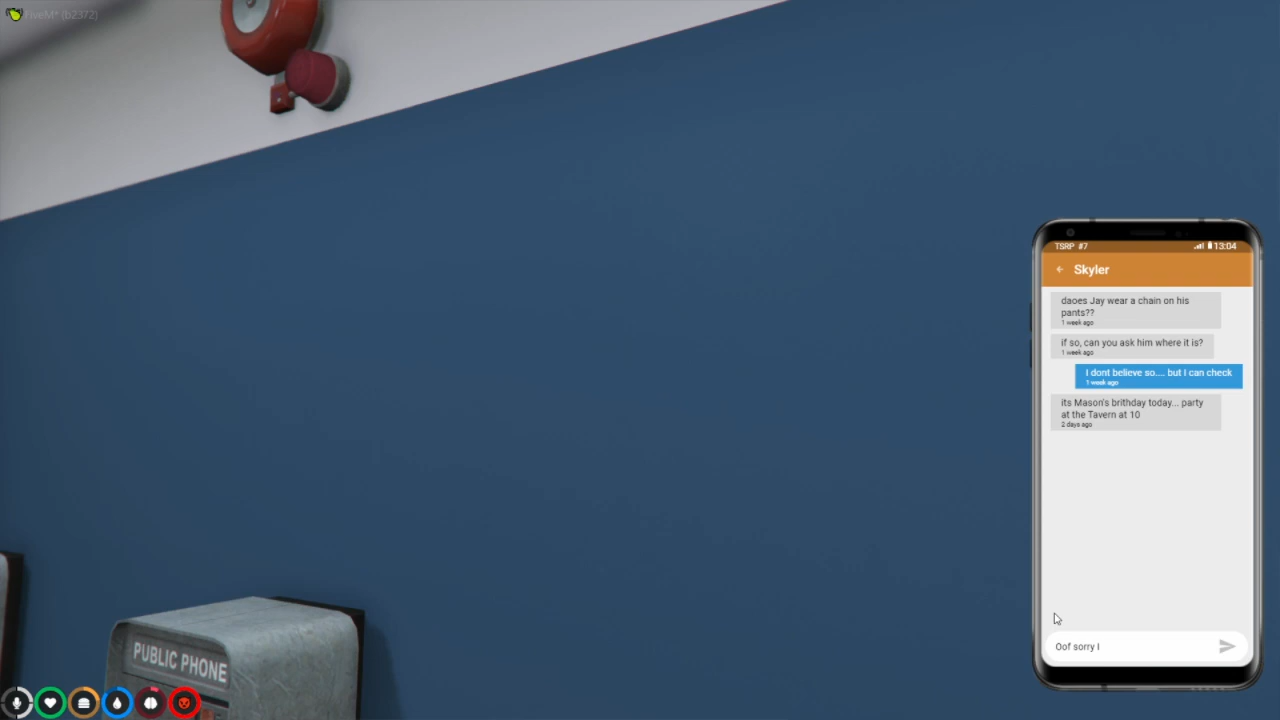 FiveM* (b2372)
TSRP #7 13:04
Skyler
daoes Jay wear a chain on his
pants??
1 week ago
if so, can you ask him where it is?
1 week ago
I dont believe so.... but I can check
1 week ago
its Mason's brithday today... party
at the Tavern at 10
2 days ago
Oof sorry I
PUBLIC PHONE